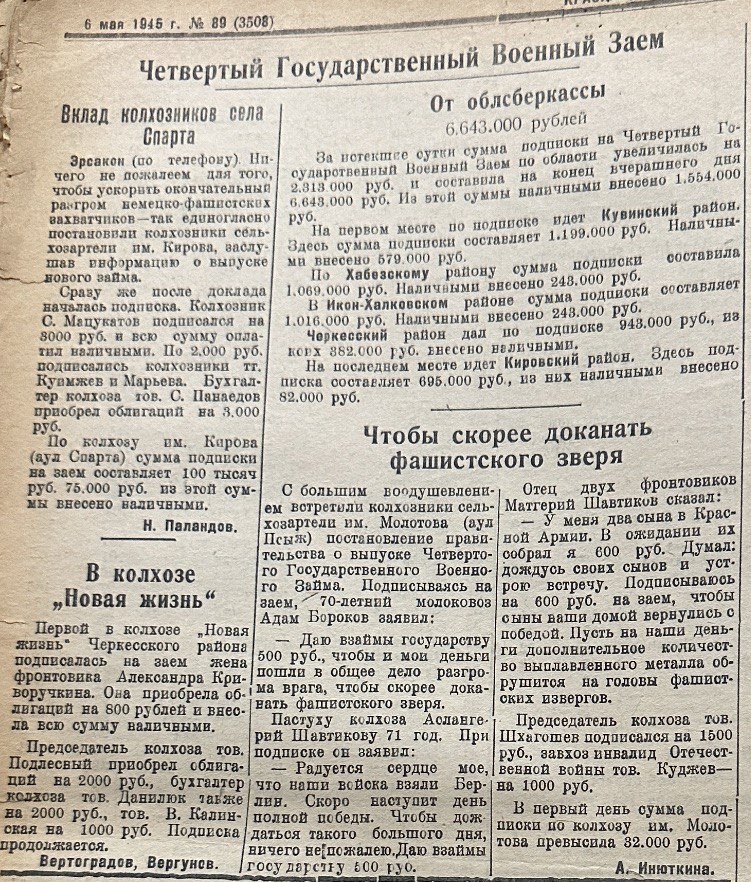 6 мая 1945 г. № 89 (3508)
Четвертый Государственный Военный Заем
Вклад колхозников села
Спарта
Эрсакон (по телефону). Ни-
чего не пожалеем для того,
чтобы ускорить окончательный
разгром немецко-фашистских
захватчиков—так единогласно
постановили колхозники сель-
хозартели им. Кирова, заслу-
шав информацию о выпуске
нового займа.
Сразу же после доклада
началась подписка. Колхозник
С. Мацукатов подписался на
3000 руб. и всю сумму опла-
тил наличными. По 2,000 руб.
подписались колхозники тг.
Куимжев и Марьева. Бухгал-
тер колхоза тов. С. Панаедов
приобрел облигаций на 3,000
руб.
По колхозу им. Кирова
(аул Спарта) сумма подписки
на заем составляет 100 тысяч
руб. 75.000 руб. из этой сум-
мы внесено наличными.
Н. Паландов.
В колхозе
„Новая жизнь“
Первой в колхозе „Новая
жизнь“ Черкесского района
подписалась на заем жена
фронтовика Александра Кри-
воручкина. Она приобрела об-
лигаций на 800 рублей и внес-
ла всю сумму наличными.
Председатель колхоза тов.
Подлесный приобрел облига-
ций на 2000 руб., бухгалтер
колхоза тов. Данилюк также
на 2000 руб., тов. В. Калин-
ская на 1000 руб. Подписка
продолжается.
Вертоградов, Вергунов.
От облсберкассы
6.643.000 рублей
За истекшие сутки сумма подписки на Четвертый Го-
сударственный Военный Заем по области увеличилась на
2.313.000 руб. и составила на конец вчерашнего дня
6.643.000 руб. Из этой суммы наличными внесено 1.554.000
руб.
На первом месте по подписке идет Кувинский район.
Здесь сумма подписки составляет 1.199.000 руб. Наличны-
ми внесено 579.000 руб.
По Хабезскому району сумма подписки составила
1.069.000 руб. Наличными внесено 243.000 руб.
В Икон-Халковском районе сумма подписки составляет
1.016.000 руб. Наличными внесено 243.000 руб.
Черкесский район дал по подписке 943.000 руб., из
коих 382.000 руб. внесено наличными.
На последнем месте идет Кировский район. Здесь под-
писка составляет 695.000 руб., из них наличными внесено
82.000 руб.
Чтобы скорее доканать
фашистского зверя
С большим воодушевлени-
ем встретили колхозники сель-
хозартели им. Молотова (аул
Псыж) постановление прави-
тельства о выпуске Четверто-
го Государственного Военно-
го Займа. Подписываясь на
заем, 70-летний молоковоз
Адам Бороков заявил:
— Даю взаймы государству
500 руб., чтобы и мои деньги
пошли в общее дело разгро-
ма врага, чтобы скорее дока-
нать фашистского зверя.
Пастуху колхоза Асланге-
рий Шавтикову 71 год. При
подписке он заявил:
— Радуется сердце мое,
что наши войска взяли Бер-
лин. Скоро наступит день
полной победы. Чтобы дож-
даться такого большого дня,
ничего не пожалею. Даю взаймы
государству 500 руб.
Отец двух фронтовиков
Матгерий Шавтиков сказал:
— У меня два сына в Крас-
ной Армии. В ожидании их
собрал я 600 руб. Думал:
дождусь своих сынов и уст-
рою встречу. Подписываюсь
на 600 руб. на заем, чтобы
сыны наши домой вернулись с
победой. Пусть на наши день-
ги дополнительное количест-
во выплавленного металла об-
рушится на головы фашист-
ских извергов.
Председатель колхоза тов.
Шхагошев подписался на 1500
руб., завхоз инвалид Отечест-
венной войны тов. Куджев—
на 1000 руб.
В первый день сумма под-
писки по колхозу им. Моло-
това превысила 32.000 руб.
А. Инюткина.